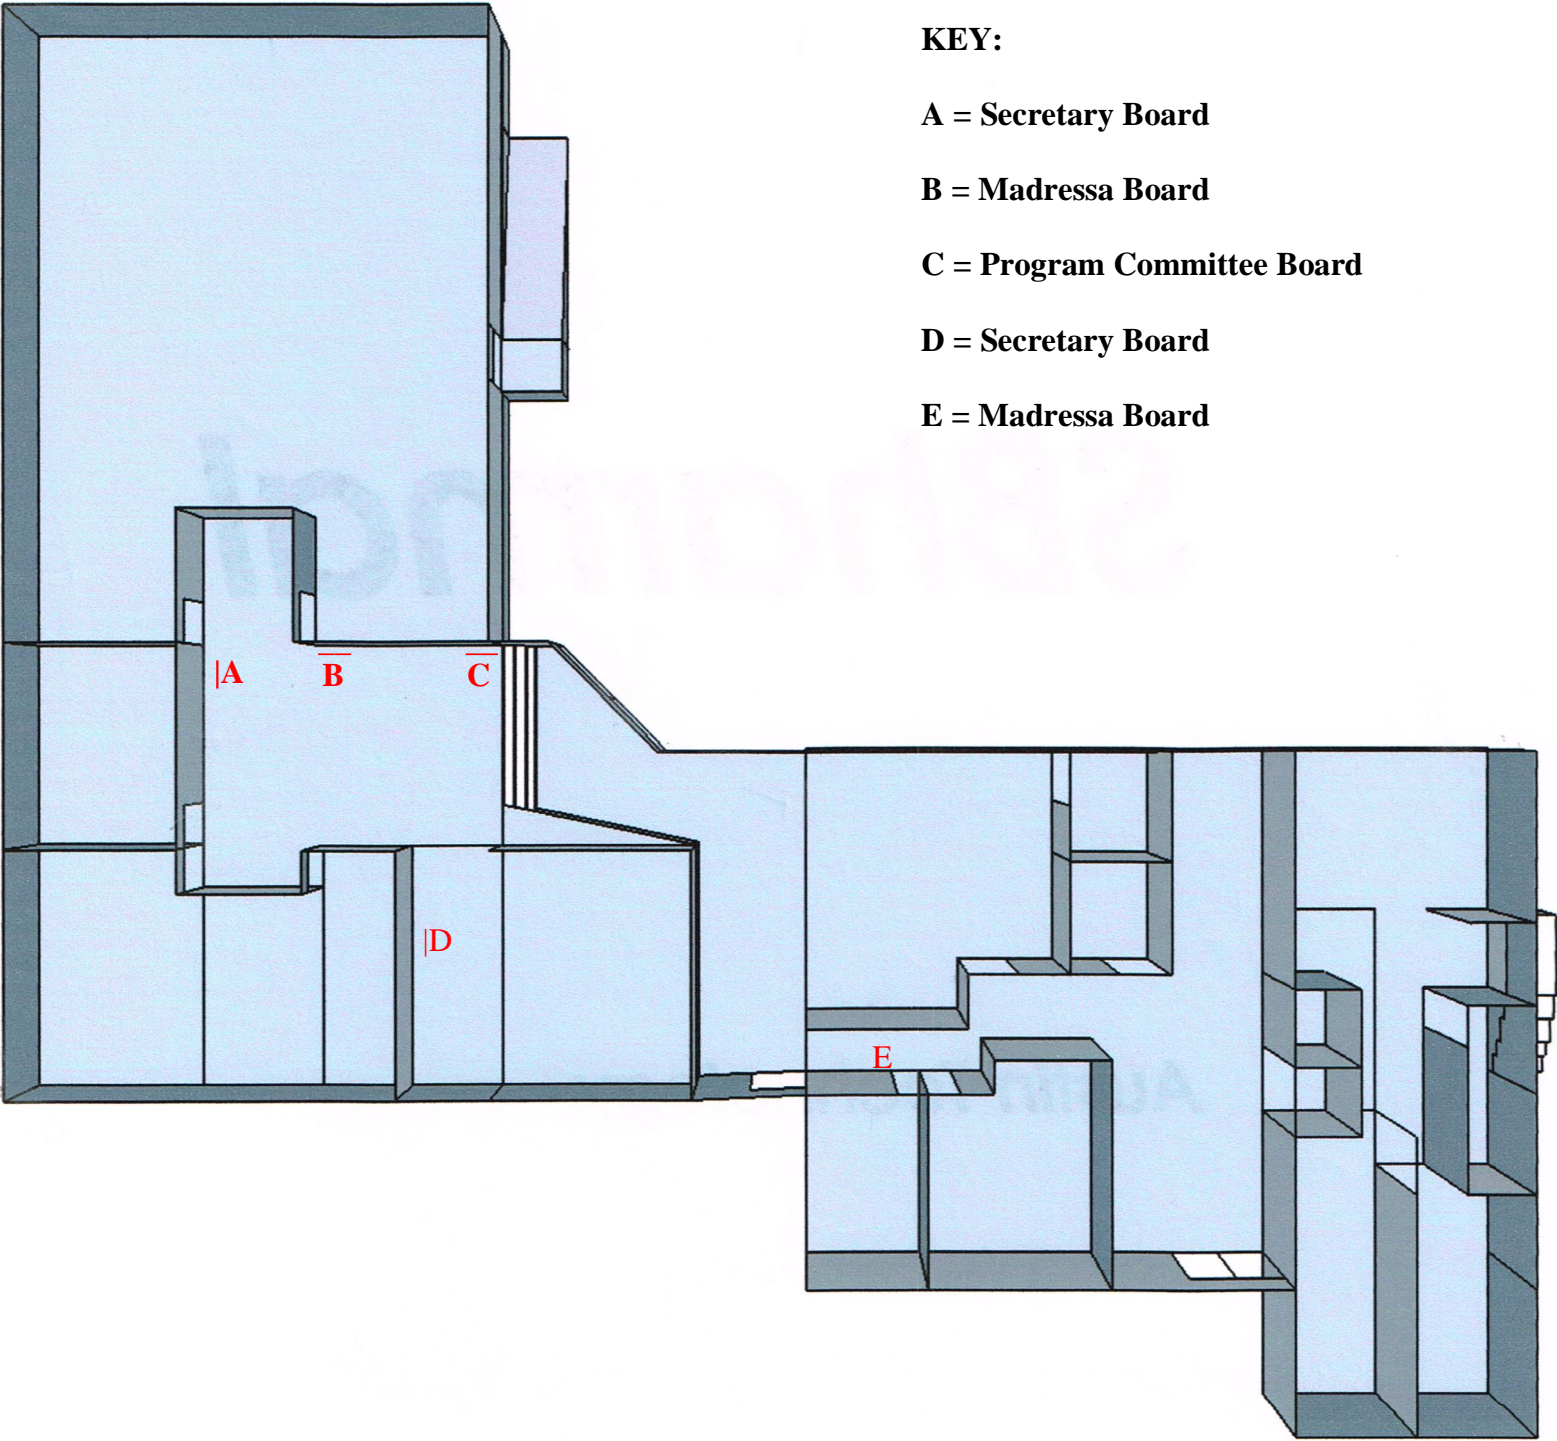 KEY:
A = Secretary Board
B = Madressa Board
C = Program Committee Board
D = Secretary Board
E = Madressa Board
|A
B
C
|D
E